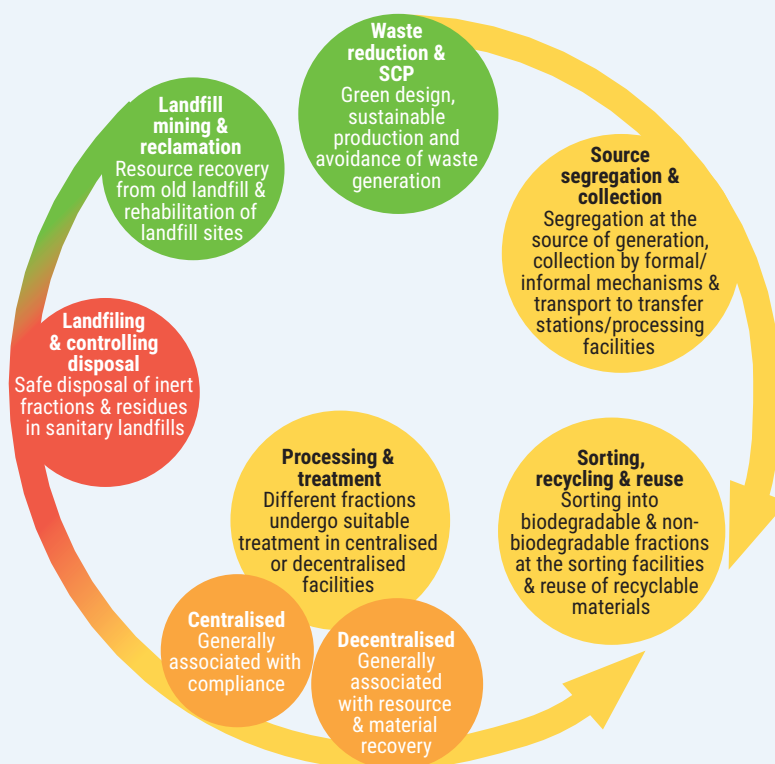 Waste
reduction &
SCP
Green design,
sustainable
production and
avoidance of waste
generation
Landfill
mining &
reclamation
Resource recovery
from old landfill &
rehabilitation of
landfill sites
Source
segregation &
collection
Segregation at the
source of generation,
collection by formal/
informal mechanisms &
transport to transfer
stations/processing
facilities
Landfiling
& controlling
disposal
Safe disposal of inert
fractions & residues
in sanitary landfills
Processing &
treatment
Different fractions
undergo suitable
treatment in centralised
or decentralised
facilities
Sorting,
recycling & reuse
Sorting into
biodegradable & non-
biodegradable fractions
at the sorting facilities
& reuse of recyclable
materials
Centralised
Generally
associated with
compliance
Decentralised
Generally
associated
with resource
& material
recovery